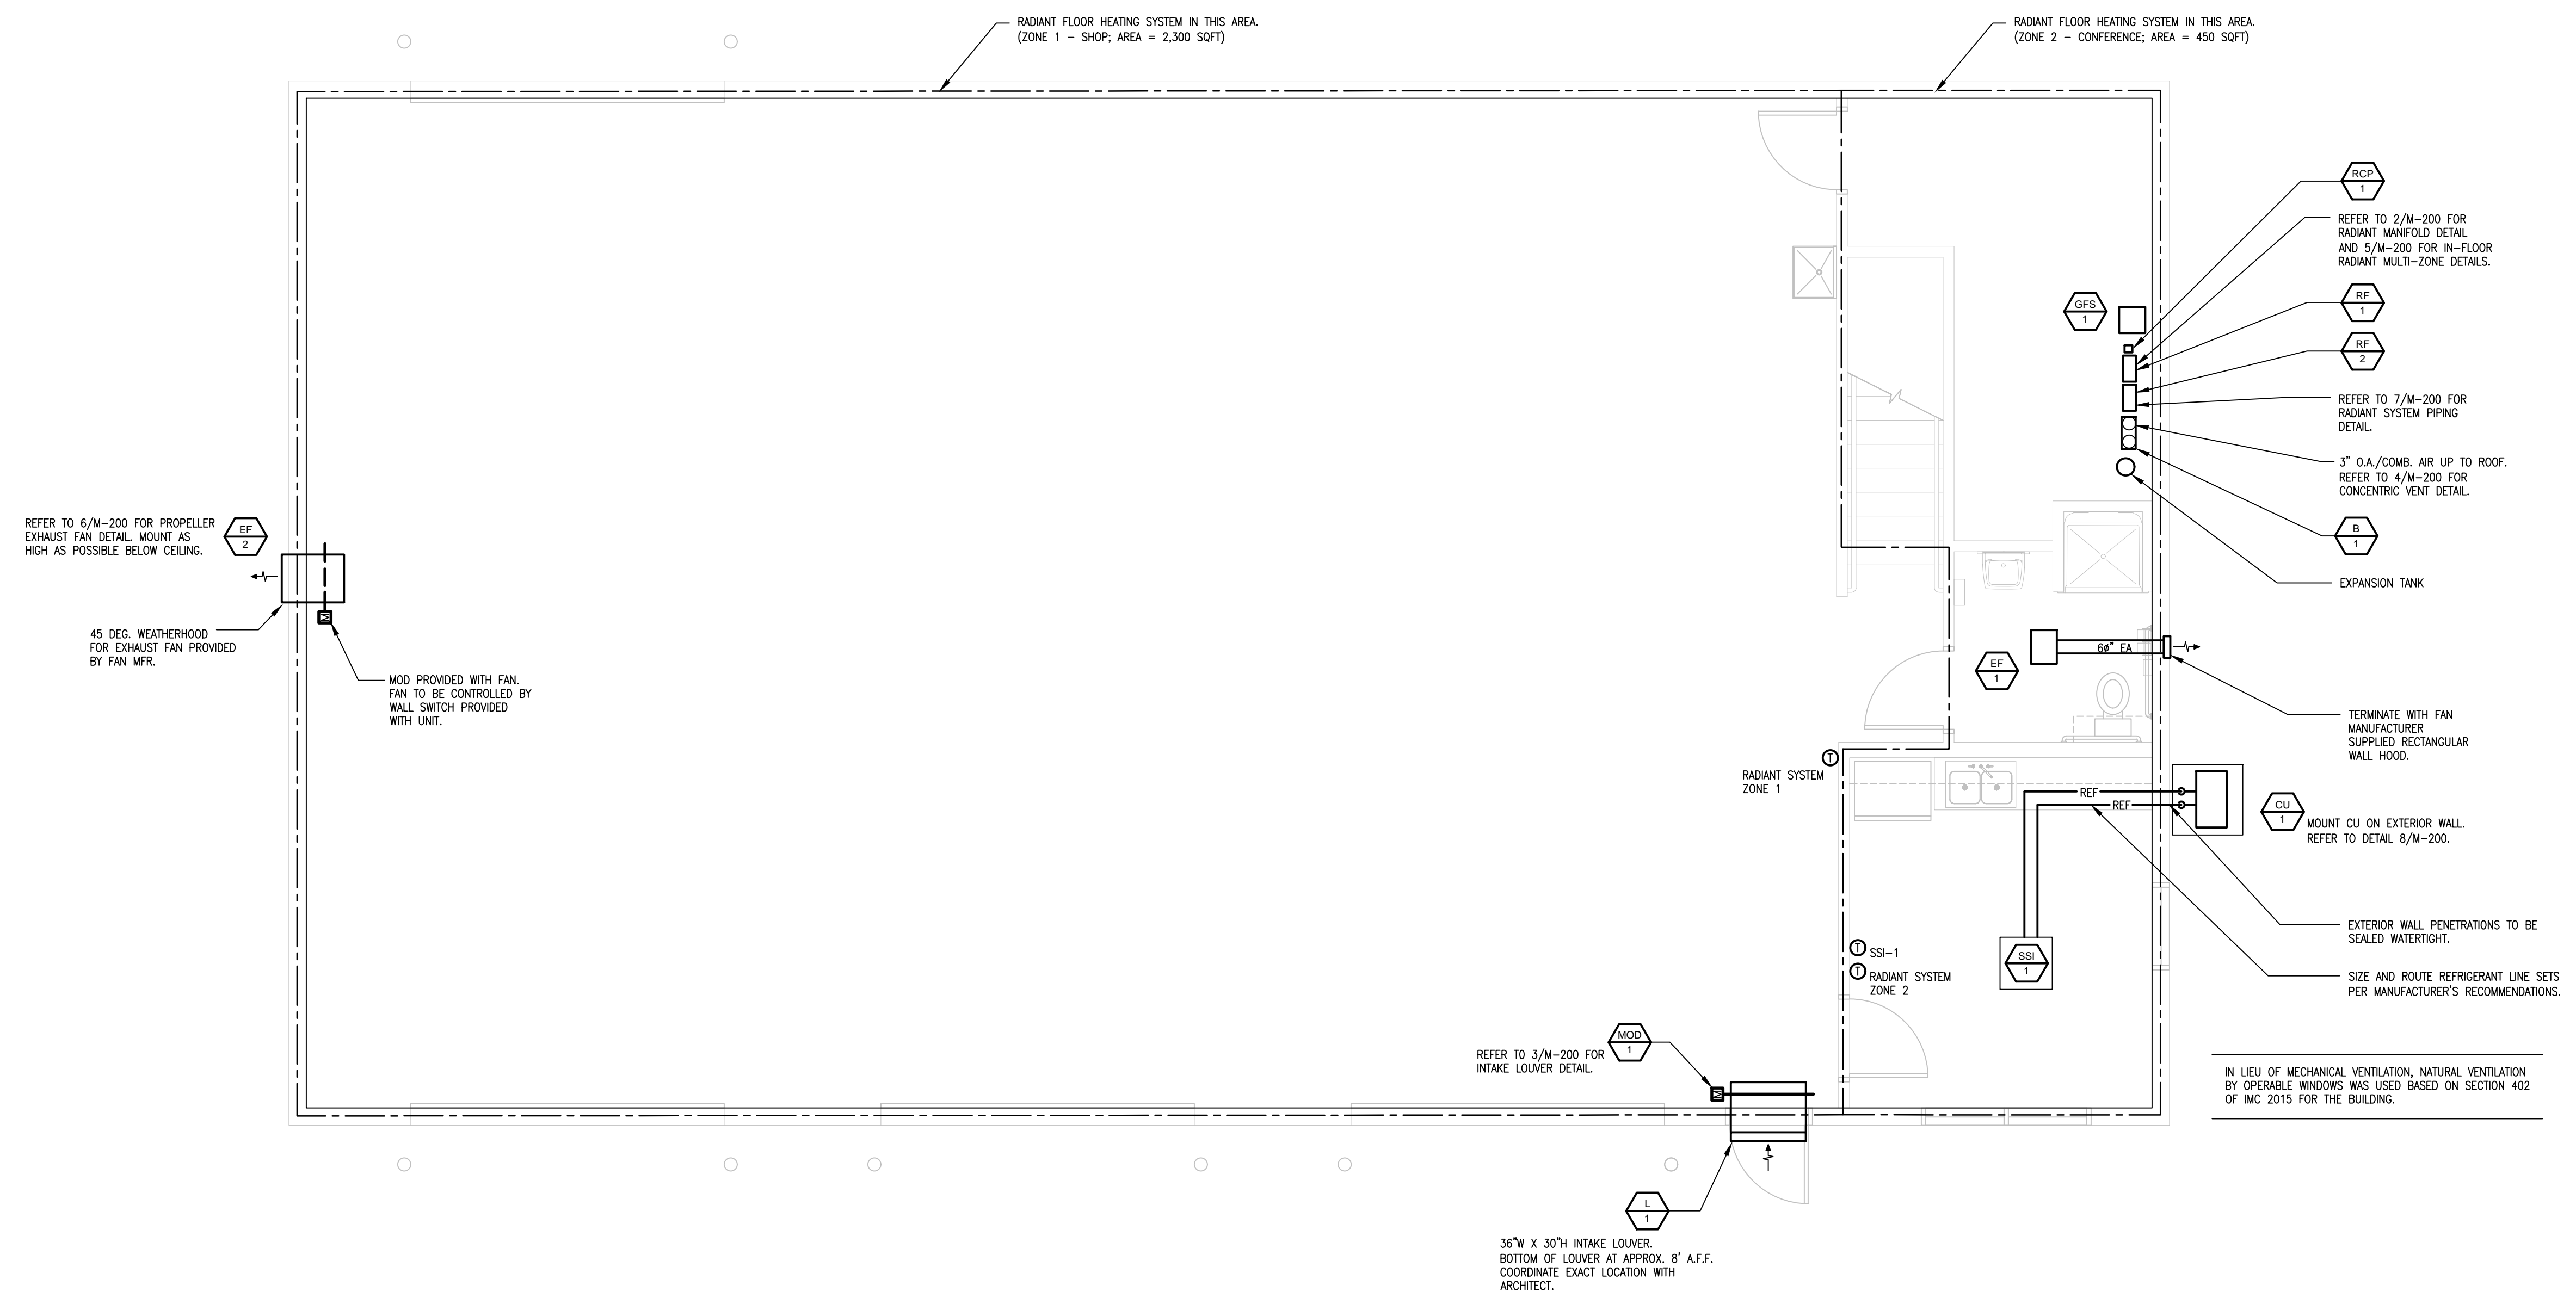 RADIANT FLOOR HEATING SYSTEM IN THIS AREA.
(ZONE 1 - SHOP; AREA = 2,300 SQFT)
RADIANT FLOOR HEATING SYSTEM IN THIS AREA.
(ZONE 2 - CONFERENCE; AREA = 450 SQFT)
RCP
1
REFER TO 2/M-200 FOR
RADIANT MANIFOLD DETAIL
AND 5/M-200 FOR IN-FLOOR
RADIANT MULTI-ZONE DETAILS.
GFS
1
RF
1
RF
2
REFER TO 7/M-200 FOR
RADIANT SYSTEM PIPING
DETAIL.
3" O.A./COMB. AIR UP TO ROOF.
REFER TO 4/M-200 FOR
CONCENTRIC VENT DETAIL.
B
1
EXPANSION TANK
REFER TO 6/M-200 FOR PROPELLER
EXHAUST FAN DETAIL. MOUNT AS
HIGH AS POSSIBLE BELOW CEILING.
EF
2
45 DEG. WEATHERHOOD
FOR EXHAUST FAN PROVIDED
BY FAN MFR.
M
MOD PROVIDED WITH FAN.
FAN TO BE CONTROLLED BY
WALL SWITCH PROVIDED
WITH UNIT.
6ø" EA
EF
1
TERMINATE WITH FAN
MANUFACTURER
SUPPLIED RECTANGULAR
WALL HOOD.
T
RADIANT SYSTEM
ZONE 1
REF
REF
CU
1
MOUNT CU ON EXTERIOR WALL.
REFER TO DETAIL 8/M-200.
EXTERIOR WALL PENETRATIONS TO BE
SEALED WATERTIGHT.
SIZE AND ROUTE REFRIGERANT LINE SETS
PER MANUFACTURER'S RECOMMENDATIONS.
T
SSI-1
T
RADIANT SYSTEM
ZONE 2
SSI
1
MOD
1
REFER TO 3/M-200 FOR
INTAKE LOUVER DETAIL.
M
IN LIEU OF MECHANICAL VENTILATION, NATURAL VENTILATION
BY OPERABLE WINDOWS WAS USED BASED ON SECTION 402
OF IMC 2015 FOR THE BUILDING.
L
1
36"W X 30"H INTAKE LOUVER.
BOTTOM OF LOUVER AT APPROX. 8' A.F.F.
COORDINATE EXACT LOCATION WITH
ARCHITECT.